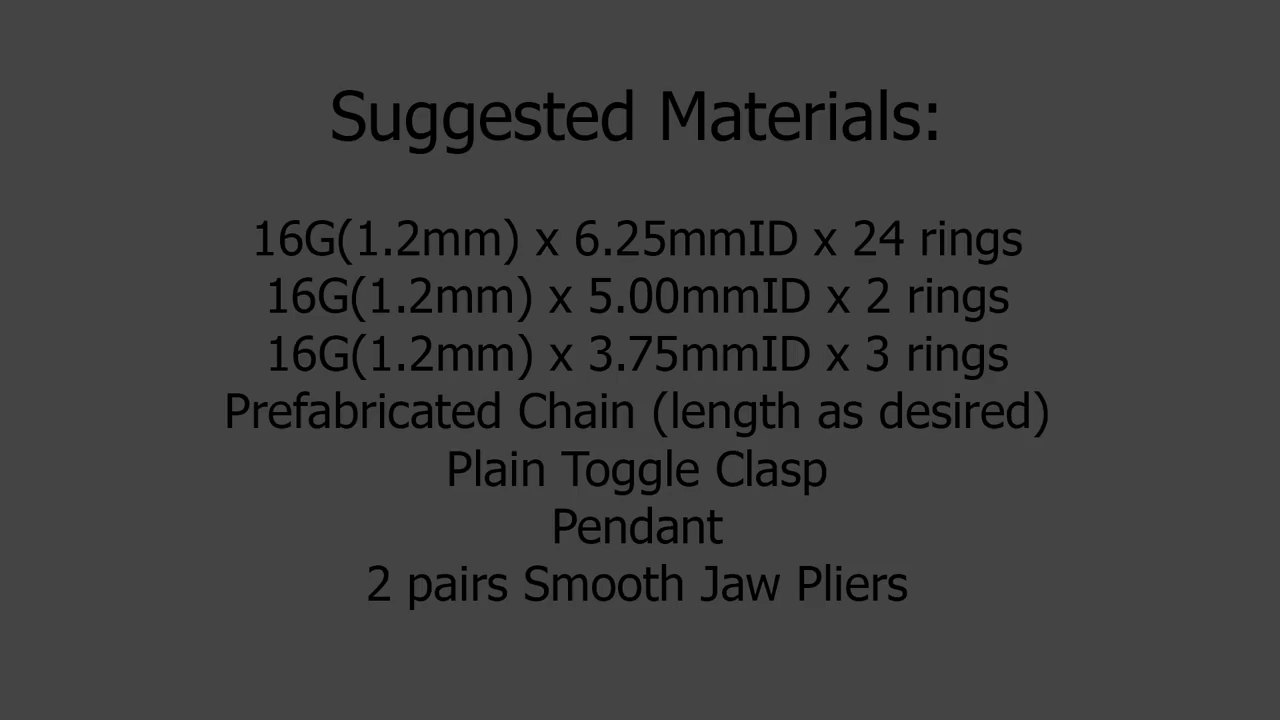 Suggested Materials:
16G(1.2mm) x 6.25mmID x 24 rings
16G(1.2mm) x 5.00mmID x 2 rings
16G(1.2mm) x 3.75mmID x 3 rings
Prefabricated Chain (length as desired)
Plain Toggle Clasp
Pendant
2 pairs Smooth Jaw Pliers